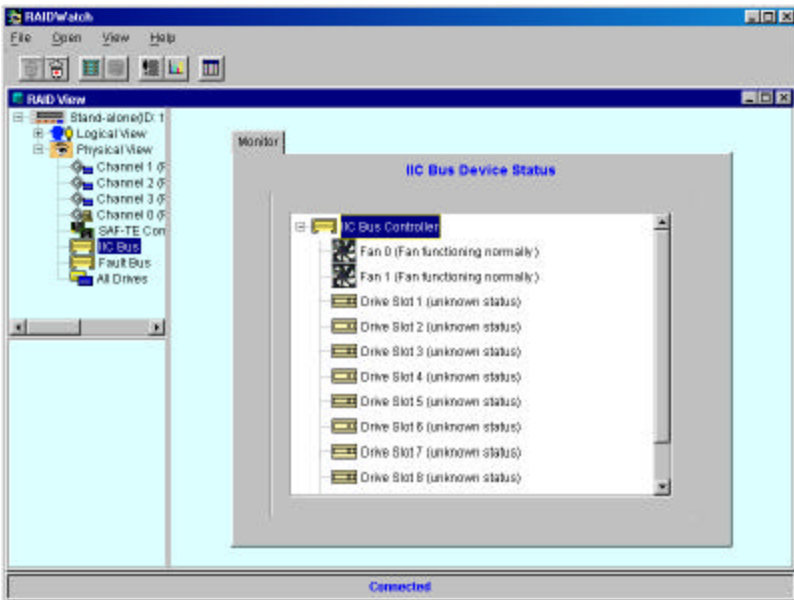 RAIDWatch
File Open View Help
RAID View
Stand-alone(ID: 1
Logical View
Physical View
Channel 1 (F
Channel 2 (F
Channel 3 (F
Channel 0 (F
SAF-TE Con
IIC Bus
Fault Bus
All Drives
Monitor
IIC Bus Device Status
IIC Bus Controller
Fan 0 (Fan functioning normally)
Fan 1 (Fan functioning normally)
Drive Slot 1 (unknown status)
Drive Slot 2 (unknown status)
Drive Slot 3 (unknown status)
Drive Slot 4 (unknown status)
Drive Slot 5 (unknown status)
Drive Slot 6 (unknown status)
Drive Slot 7 (unknown status)
Drive Slot 8 (unknown status)
Connected